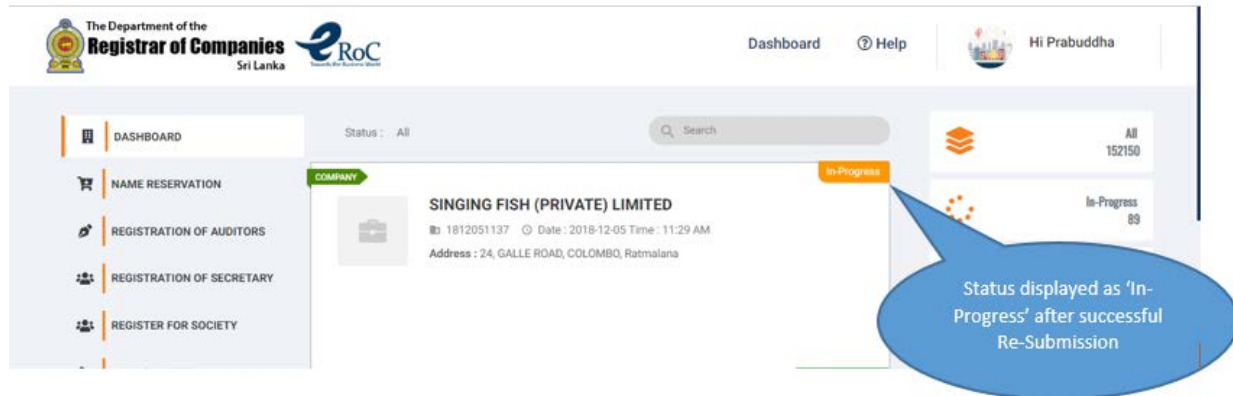 The Department of the
Registrar of Companies
Sri Lanka
eRoC
Dashboard
Help
Hi Prabuddha
DASHBOARD
NAME RESERVATION
REGISTRATION OF AUDITORS
REGISTRATION OF SECRETARY
REGISTER FOR SOCIETY
Status : All
Search
COMPANY
In-Progress
SINGING FISH (PRIVATE) LIMITED
1812051137 Date : 2018-12-05 Time : 11:29 AM
Address : 24, GALLE ROAD, COLOMBO, Ratmalana
All
152150
In-Progress
89
Status displayed as ‘In-
Progress’ after successful
Re-Submission